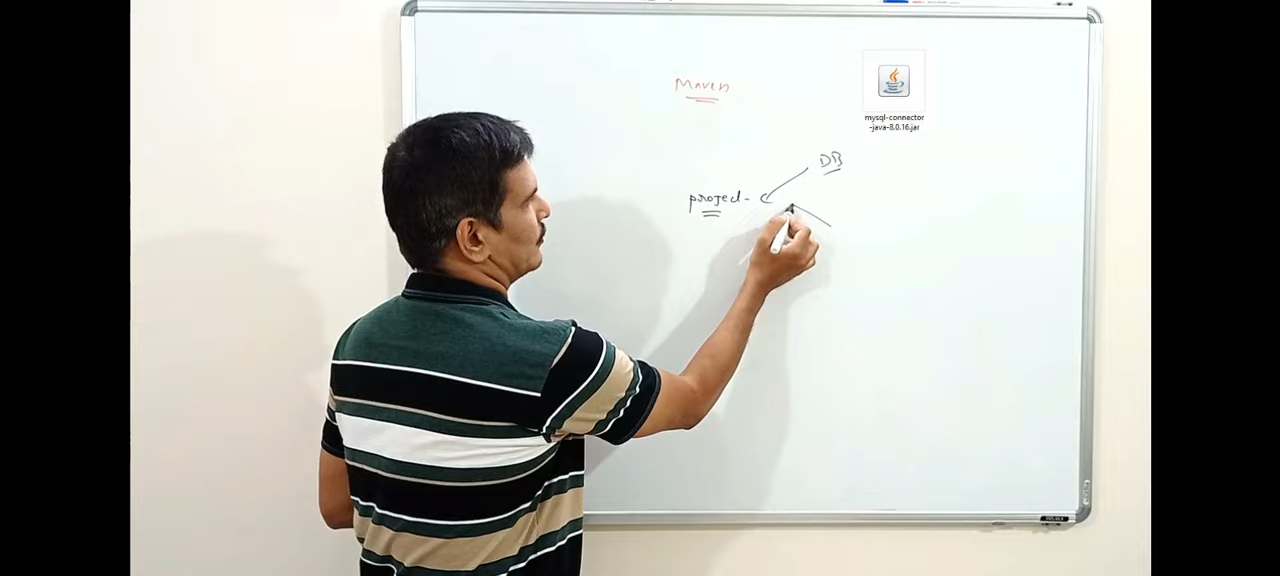 Maven
mysql-connector
-java-8.0.16.jar
DB
project -